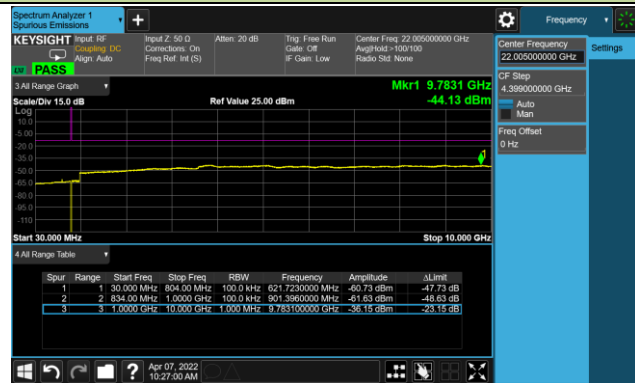 Spectrum Analyzer 1
Spurious Emissions
Frequency
KEYSIGHT
Input: RF
Coupling: DC
Align: Auto
Input Z: 50 Ω
Corrections: On
Freq Ref: Int (S)
Atten: 20 dB
Trig: Free Run
Gate: Off
IF Gain: Low
Center Freq: 22.005000000 GHz
Avg|Hold:>100/100
Radio Std: None
PASS
3 All Range Graph
Mkr1 9.7831 GHz
Scale/Div 15.0 dB
Ref Value 25.00 dBm
-44.13 dBm
Log
10.0
-5.00
-20.0
-35.0
-50.0
-65.0
-80.0
-95.0
-110
1
Start 30.000 MHz
Stop 10.000 GHz
4 All Range Table
Spur Range Start Freq Stop Freq RBW Frequency Amplitude ΔLimit
1 1 30.000 MHz 804.00 MHz 100.0 kHz 621.7230000 MHz -60.73 dBm -47.73 dB
2 2 834.00 MHz 1.0000 GHz 100.0 kHz 901.3960000 MHz -61.63 dBm -48.63 dB
3 3 1.0000 GHz 10.000 GHz 1.000 MHz 9.783100000 GHz -36.15 dBm -23.15 dB
Center Frequency
22.005000000 GHz
Settings
CF Step
4.399000000 GHz
Auto
Man
Freq Offset
0 Hz
?
Apr 07, 2022
10:27:00 AM